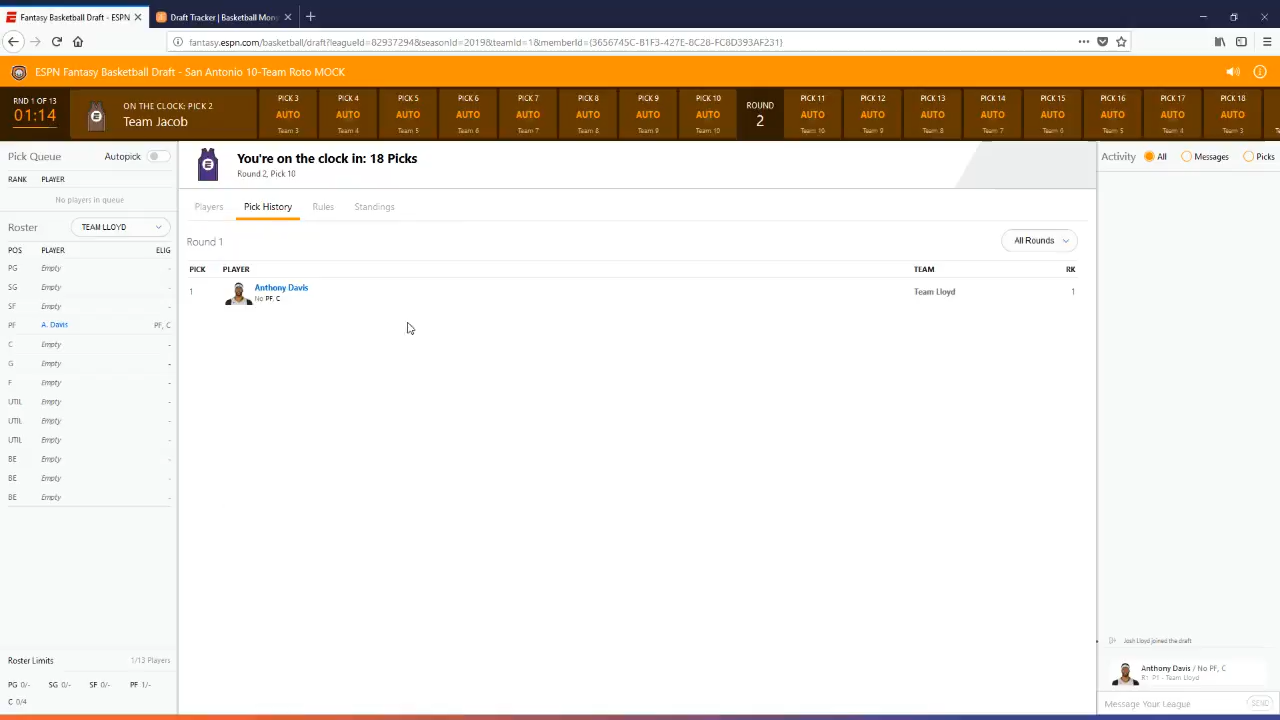 Fantasy Basketball Draft - ESPN
Draft Tracker | Basketball Mon
fantasy.espn.com/basketball/draft?leagueId=82937294&seasonId=2019&teamId=1&memberId={3656745C-B1F3-427E-8C28-FC8D393AF231}
ESPN Fantasy Basketball Draft - San Antonio 10-Team Roto MOCK
RND 1 OF 13
01:14
ON THE CLOCK: PICK 2
Team Jacob
PICK 3 AUTO Team 3
PICK 4 AUTO Team 4
PICK 5 AUTO Team 5
PICK 6 AUTO Team 6
PICK 7 AUTO Team 7
PICK 8 AUTO Team 8
PICK 9 AUTO Team 9
PICK 10 AUTO Team 10
ROUND 2
PICK 11 AUTO Team 10
PICK 12 AUTO Team 9
PICK 13 AUTO Team 8
PICK 14 AUTO Team 7
PICK 15 AUTO Team 6
PICK 16 AUTO Team 5
PICK 17 AUTO Team 4
PICK 18 AUTO Team 3
Pick Queue Autopick
RANK PLAYER
No players in queue
Roster TEAM LLOYD
POS PLAYER ELIG
PG Empty -
SG Empty -
SF Empty -
PF A. Davis PF, C
C Empty -
G Empty -
F Empty -
UTIL Empty -
UTIL Empty -
UTIL Empty -
BE Empty -
BE Empty -
BE Empty -
Roster Limits 1/13 Players
PG 0/- SG 0/- SF 0/- PF 1/-
C 0/4
You're on the clock in: 18 Picks
Round 2, Pick 10
Players Pick History Rules Standings
Round 1 All Rounds
PICK PLAYER TEAM RK
1 Anthony Davis Team Lloyd 1
No PF, C
Activity All Messages Picks
Josh Lloyd joined the draft
Anthony Davis / No PF, C
R1, P1 - Team Lloyd
Message Your League SEND